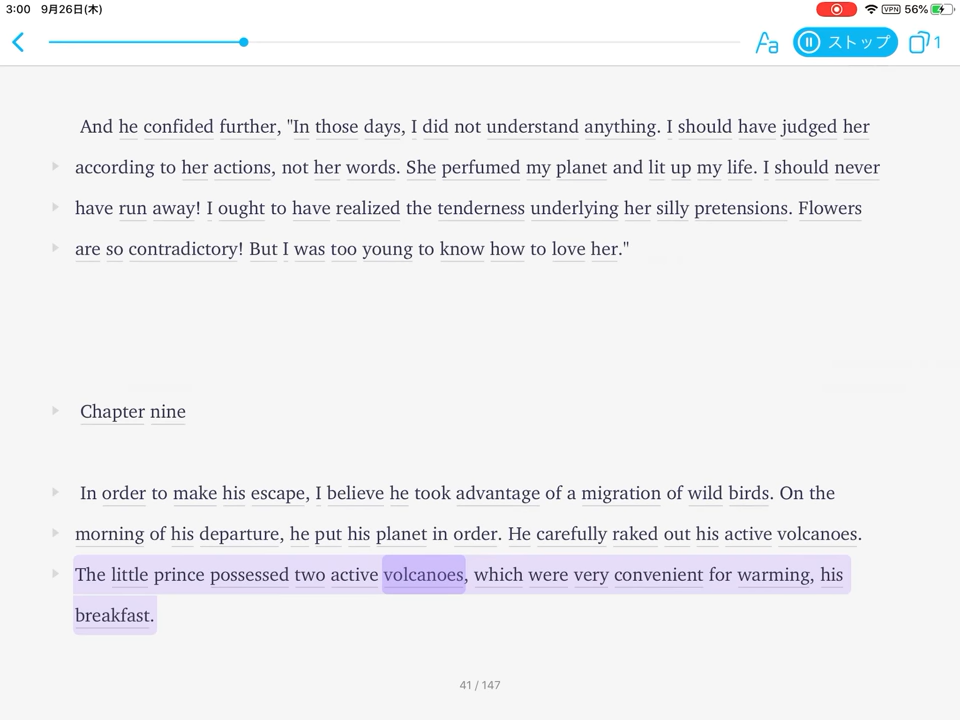 3:00 9月26日(木) VPN 56%
Aa ストップ 1
And he confided further, "In those days, I did not understand anything. I should have judged her
according to her actions, not her words. She perfumed my planet and lit up my life. I should never
have run away! I ought to have realized the tenderness underlying her silly pretensions. Flowers
are so contradictory! But I was too young to know how to love her."
Chapter nine
In order to make his escape, I believe he took advantage of a migration of wild birds. On the
morning of his departure, he put his planet in order. He carefully raked out his active volcanoes.
The little prince possessed two active volcanoes, which were very convenient for warming, his
breakfast.
41 / 147